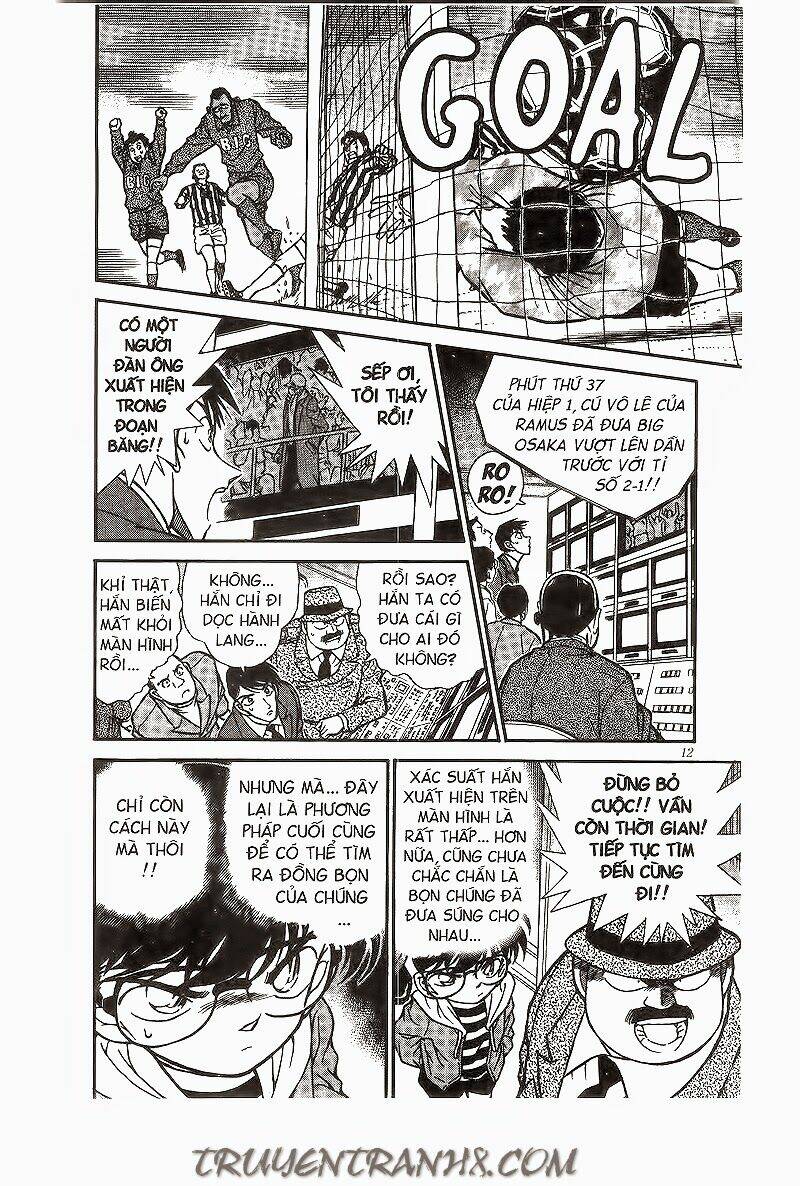 GOAL
BIG
BIG
PHÚT THỨ 37
CỦA HIỆP 1, CÚ VÔ LÊ CỦA
RAMUS ĐÃ ĐƯA BIG
OSAKA VƯỢT LÊN DẪN
TRƯỚC VỚI TỈ
SỐ 2-1!!
RO
RO!
SẾP ƠI,
TÔI THẤY
RỒI!
CÓ MỘT
NGƯỜI
ĐÀN ÔNG
XUẤT HIỆN
TRONG
ĐOẠN
BĂNG!!
RỒI SAO?
HẮN TA CÓ
ĐƯA CÁI GÌ
CHO AI ĐÓ
KHÔNG?
KHÔNG...
HẮN CHỈ ĐI
DỌC HÀNH
LANG...
KHỈ THẬT,
HẮN BIẾN
MẤT KHỎI
MÀN HÌNH
RỒI...
12
ĐỪNG BỎ
CUỘC!! VẪN
CÒN THỜI GIAN!
TIẾP TỤC TÌM
ĐẾN CÙNG
ĐI!!
XÁC SUẤT HẮN
XUẤT HIỆN TRÊN
MÀN HÌNH LÀ
RẤT THẤP... HƠN
NỮA, CŨNG CHƯA
CHẮC CHẮN LÀ
BỌN CHÚNG ĐÃ
ĐƯA SÚNG CHO
NHAU...
NHƯNG MÀ... ĐÂY
LẠI LÀ PHƯƠNG
PHÁP CUỐI CÙNG
ĐỂ CÓ THỂ TÌM
RA ĐỒNG BỌN
CỦA CHÚNG
...
CHỈ CÒN
CÁCH NÀY
MÀ THÔI
!!
TRUYENTRANH8.COM